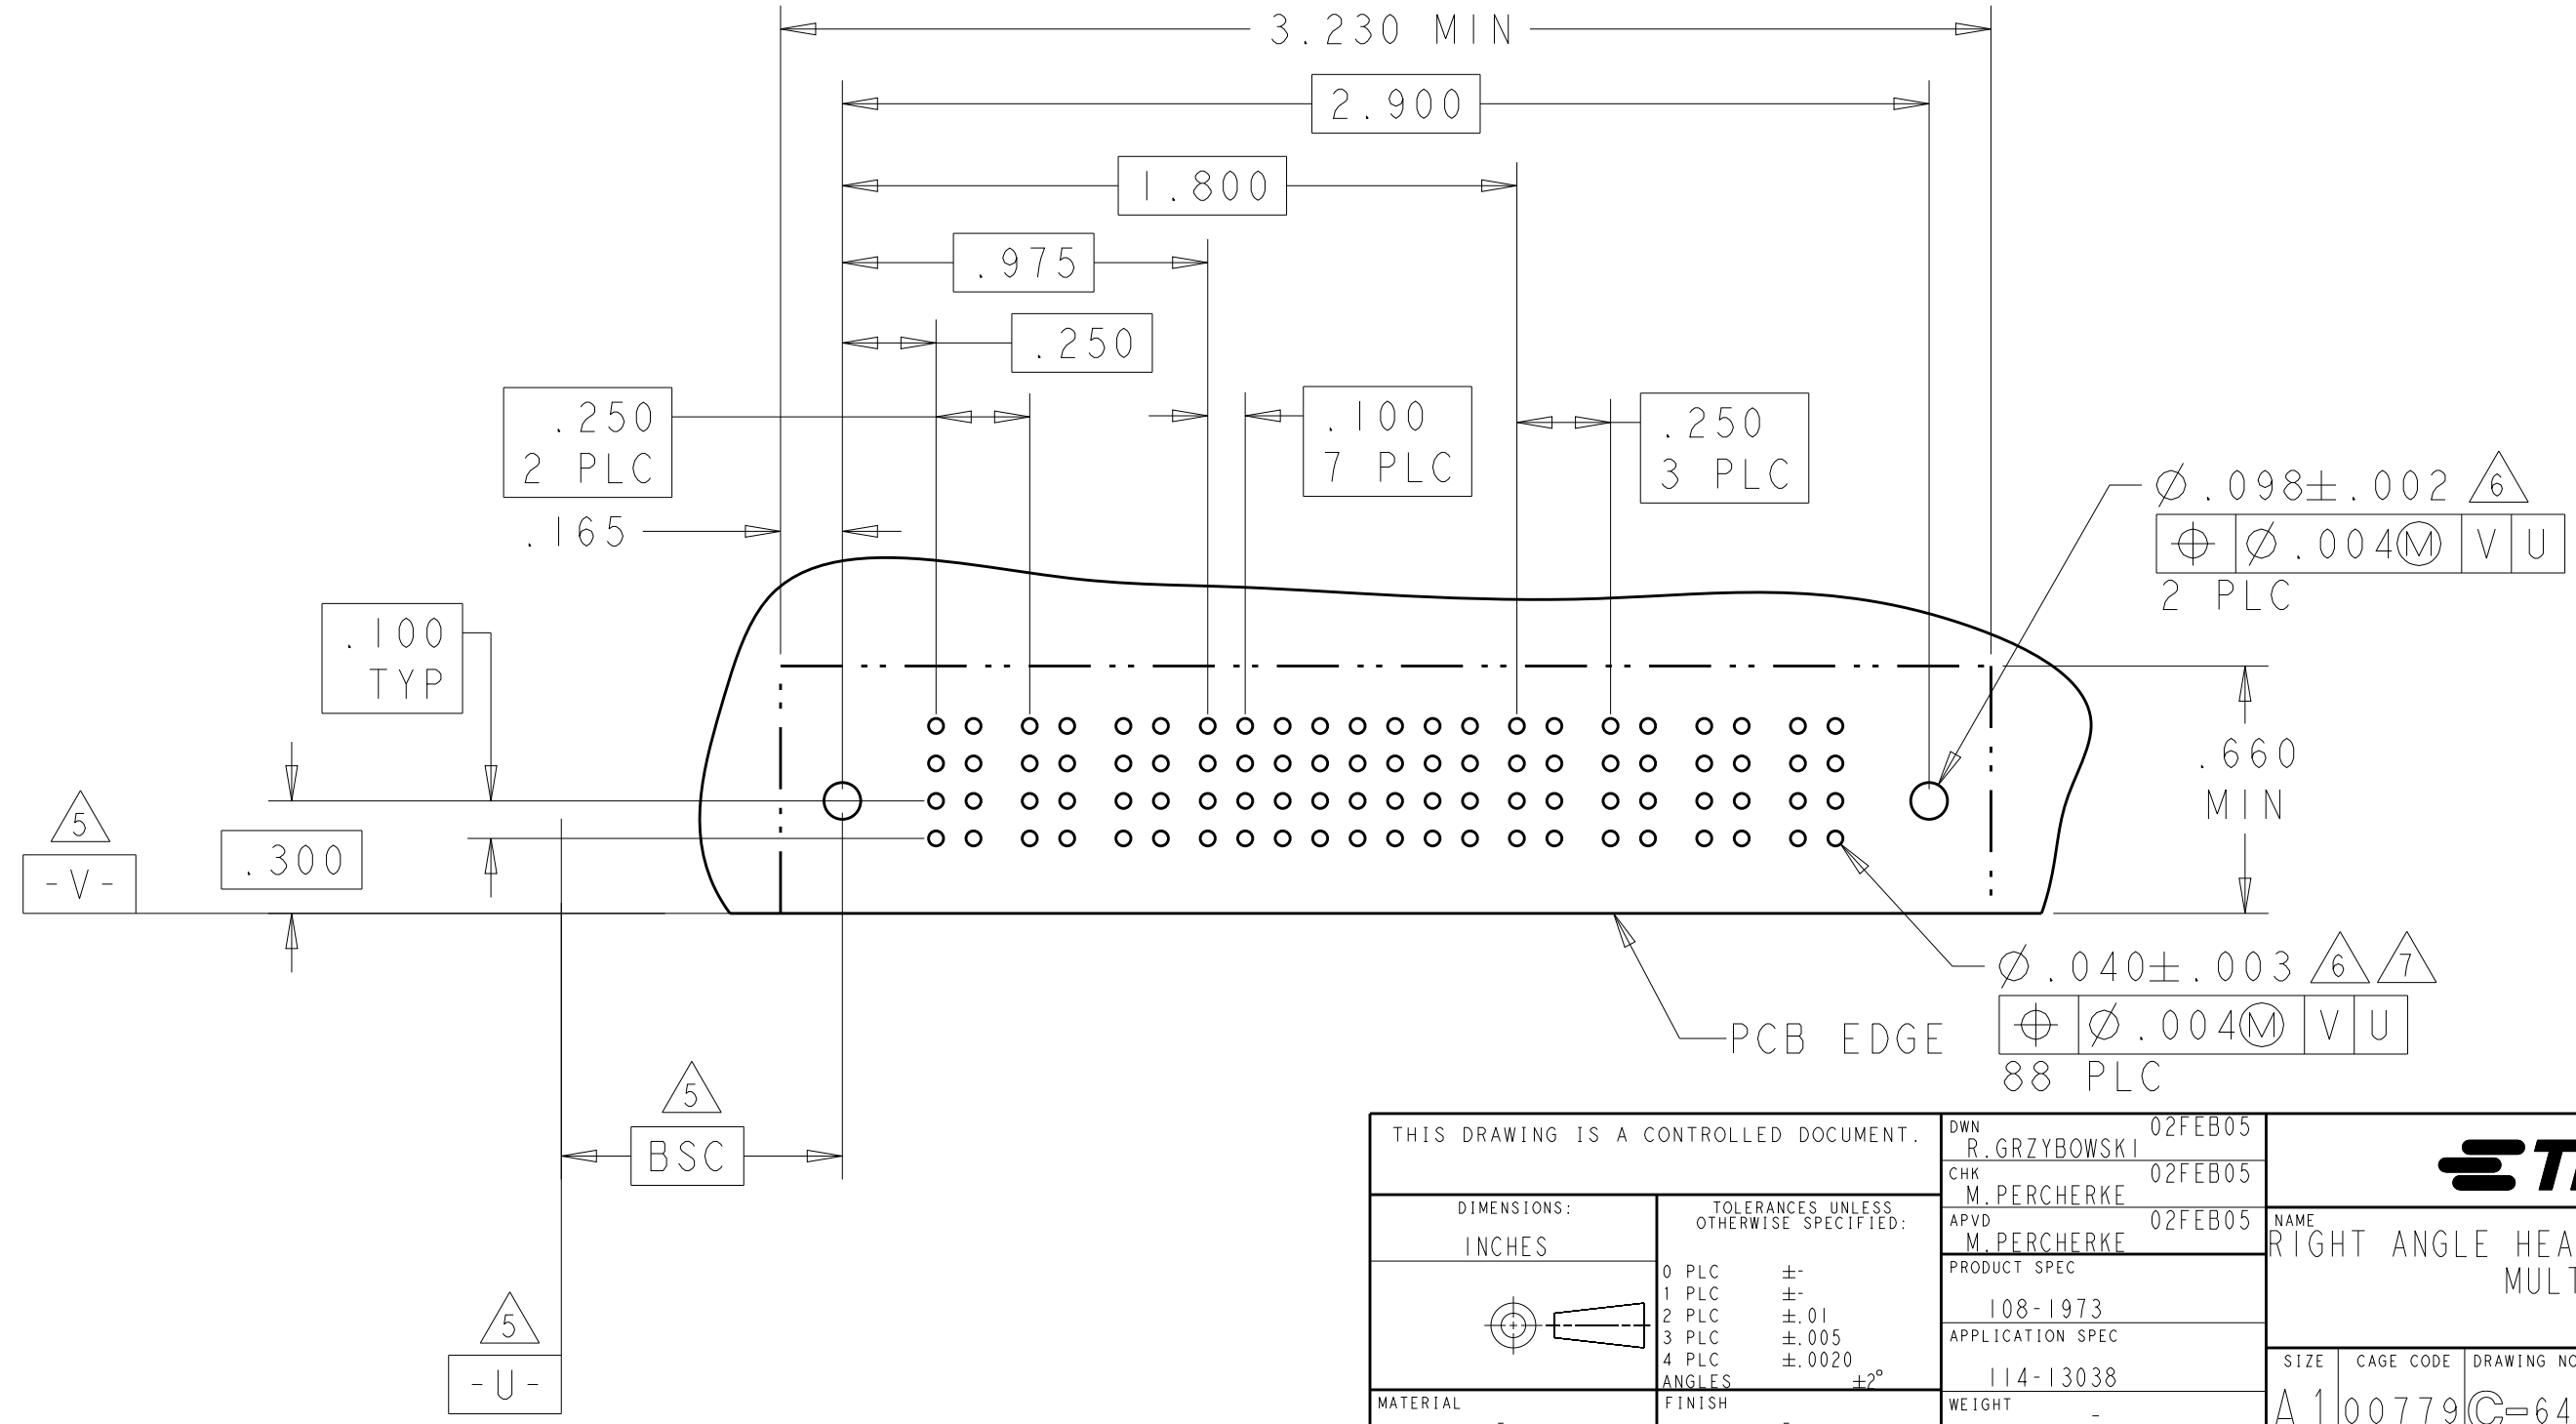 3.230 MIN
2.900
1.800
.975
.250
.250
2 PLC
.100
7 PLC
.250
3 PLC
.165
Ø.098±.002 6
⌖ Ø.004Ⓜ V U
2 PLC
.100
TYP
.660
MIN
5
-V-
.300
Ø.040±.003 6 7
⌖ Ø.004Ⓜ V U
88 PLC
PCB EDGE
5
BSC
5
-U-
THIS DRAWING IS A CONTROLLED DOCUMENT.
DIMENSIONS:
INCHES
TOLERANCES UNLESS
OTHERWISE SPECIFIED:
0 PLC ±-
1 PLC ±-
2 PLC ±.01
3 PLC ±.005
4 PLC ±.0020
ANGLES ±2°
MATERIAL
-
FINISH
-
DWN 02FEB05
R.GRZYBOWSKI
CHK 02FEB05
M.PERCHERKE
APVD 02FEB05
M.PERCHERKE
PRODUCT SPEC
108-1973
APPLICATION SPEC
114-13038
WEIGHT -
NAME
RIGHT ANGLE HEA
MULT
SIZE
A1
CAGE CODE
00779
DRAWING NO
C-64